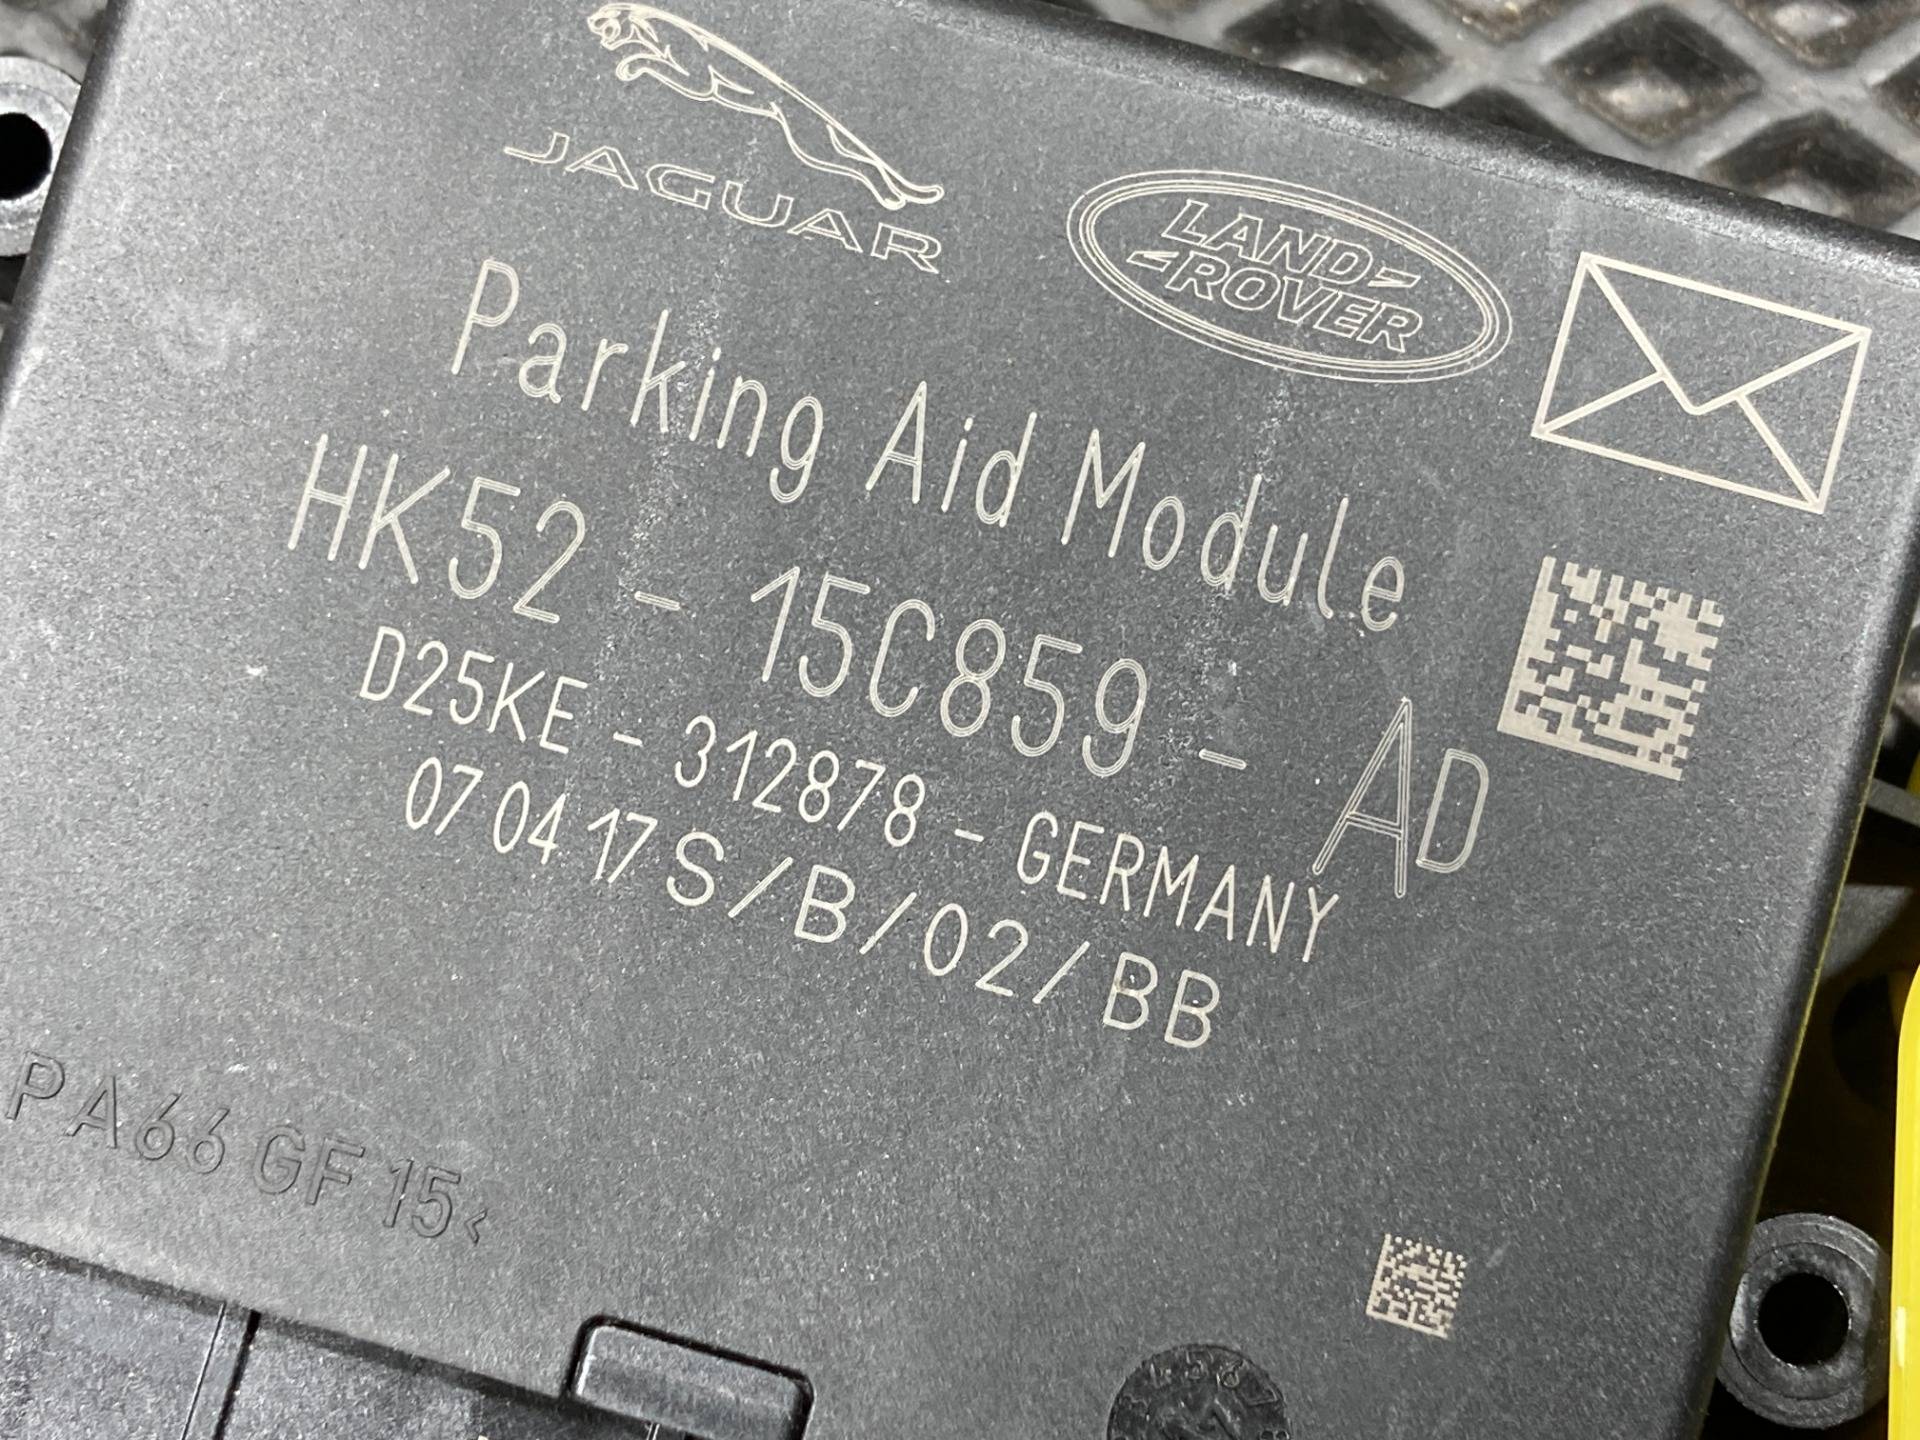 JAGUAR
LAND
ROVER
Parking Aid Module
HK52 - 15C859 - AD
D25KE - 312878 - GERMANY
07 04 17 S/B/02/BB
PA66 GF 15<